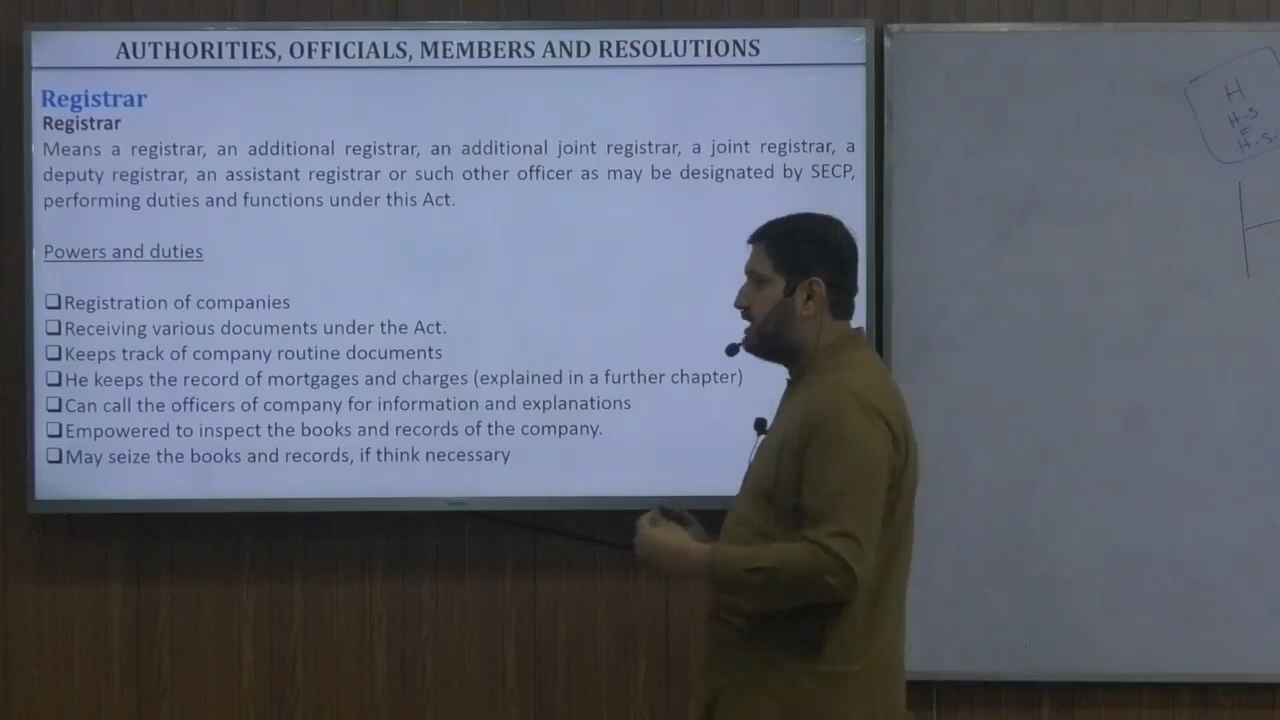 AUTHORITIES, OFFICIALS, MEMBERS AND RESOLUTIONS
Registrar
Registrar
Means a registrar, an additional registrar, an additional joint registrar, a joint registrar, a
deputy registrar, an assistant registrar or such other officer as may be designated by SECP,
performing duties and functions under this Act.
Powers and duties
❑Registration of companies
❑Receiving various documents under the Act.
❑Keeps track of company routine documents
❑He keeps the record of mortgages and charges (explained in a further chapter)
❑Can call the officers of company for information and explanations
❑Empowered to inspect the books and records of the company.
❑May seize the books and records, if think necessary
H
H-S